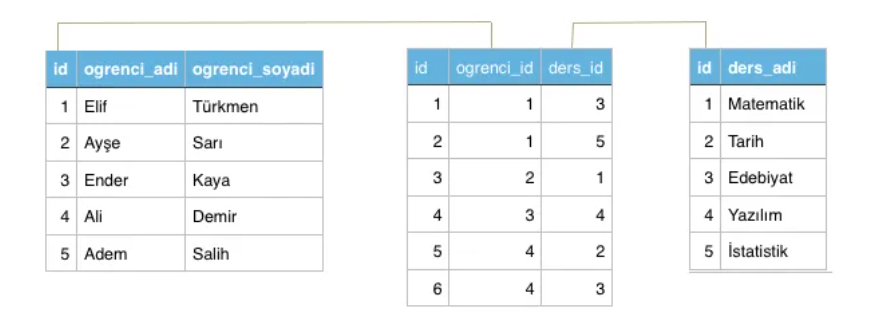 id ogrenci_adi ogrenci_soyadi
1 Elif Türkmen
2 Ayşe Sarı
3 Ender Kaya
4 Ali Demir
5 Adem Salih
id ogrenci_id ders_id
1 1 3
2 1 5
3 2 1
4 3 4
5 4 2
6 4 3
id ders_adi
1 Matematik
2 Tarih
3 Edebiyat
4 Yazılım
5 İstatistik